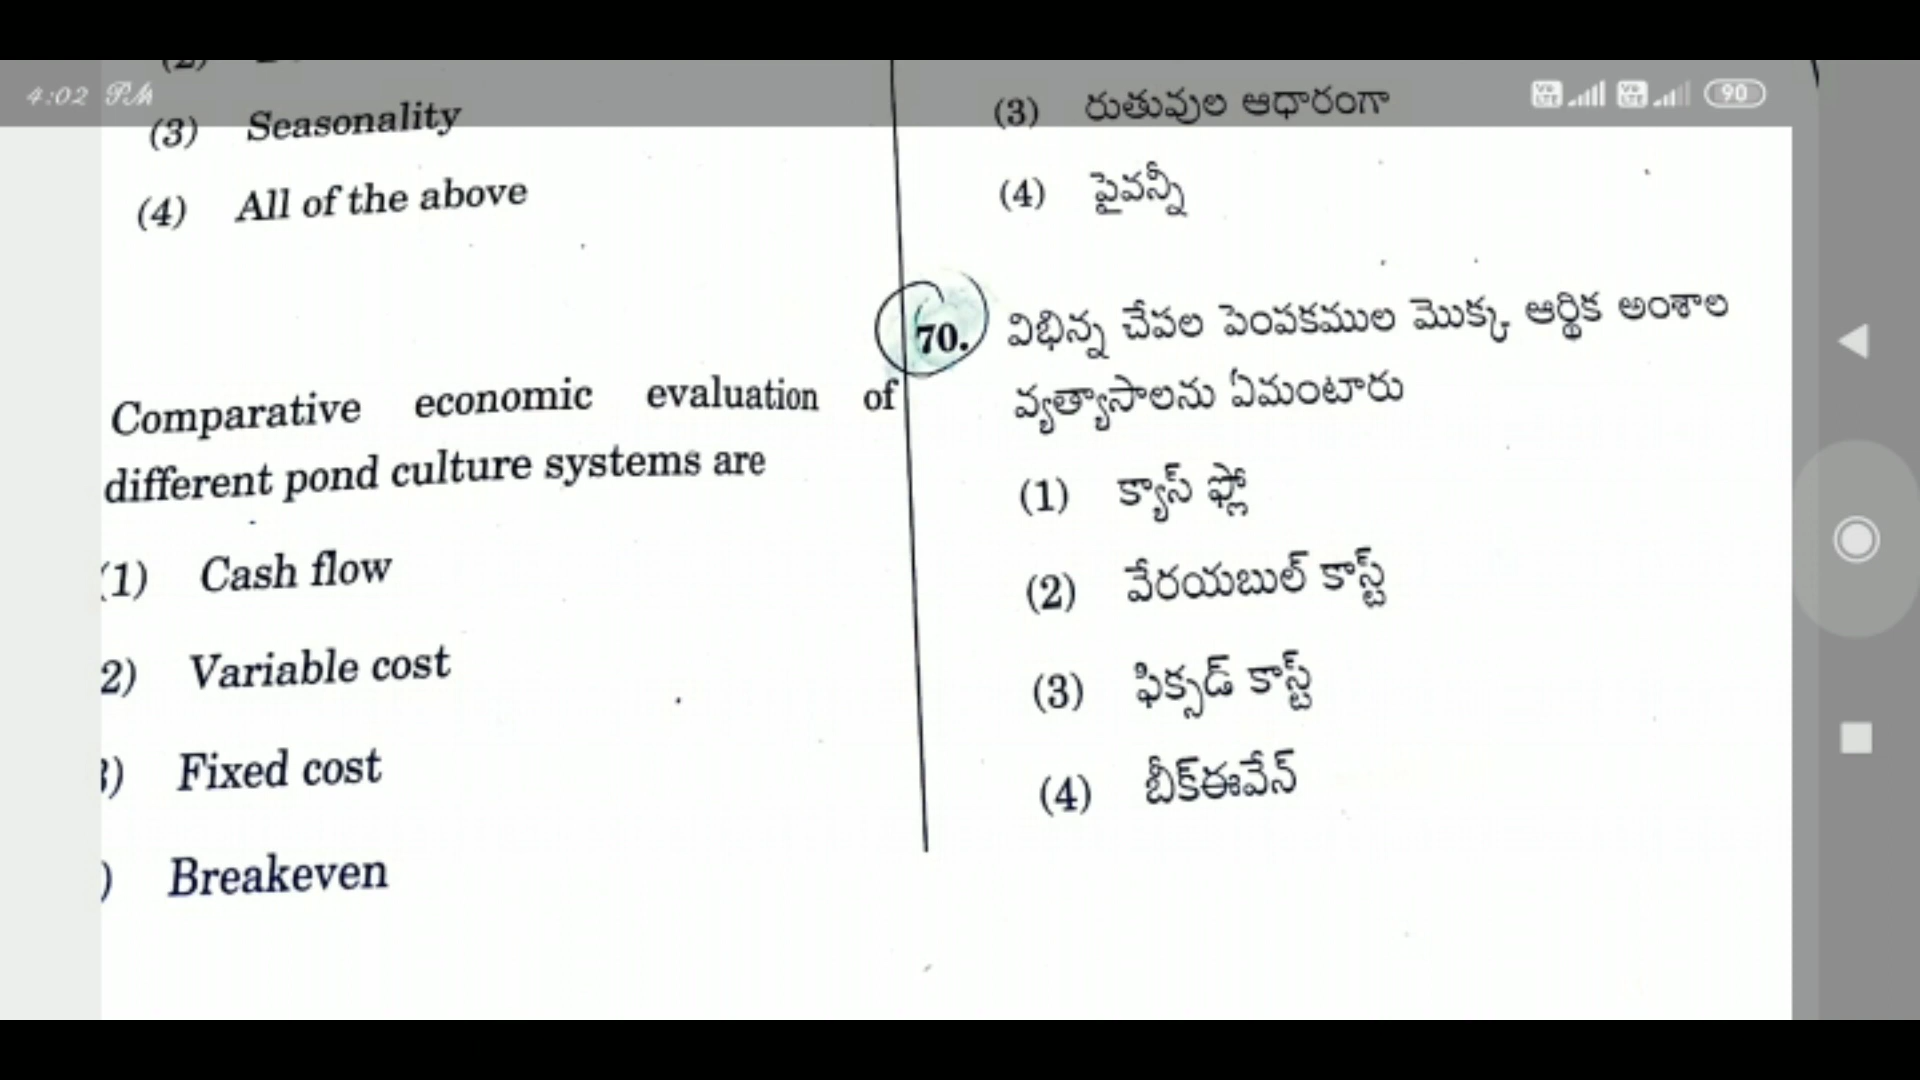 4:02 PM
90
(3) Seasonality
(4) All of the above
Comparative economic evaluation of
different pond culture systems are
1) Cash flow
2) Variable cost
3) Fixed cost
) Breakeven
(3) రుతువుల ఆధారంగా
(4) పైవన్నీ
70. విభిన్న చేపల పెంపకముల మొక్క ఆర్థిక అంశాల
వ్యత్యాసాలను ఏమంటారు
(1) క్యాస్ ఫ్లో
(2) వేరయబుల్ కాస్ట్
(3) ఫిక్సడ్ కాస్ట్
(4) బీక్ఈవేన్